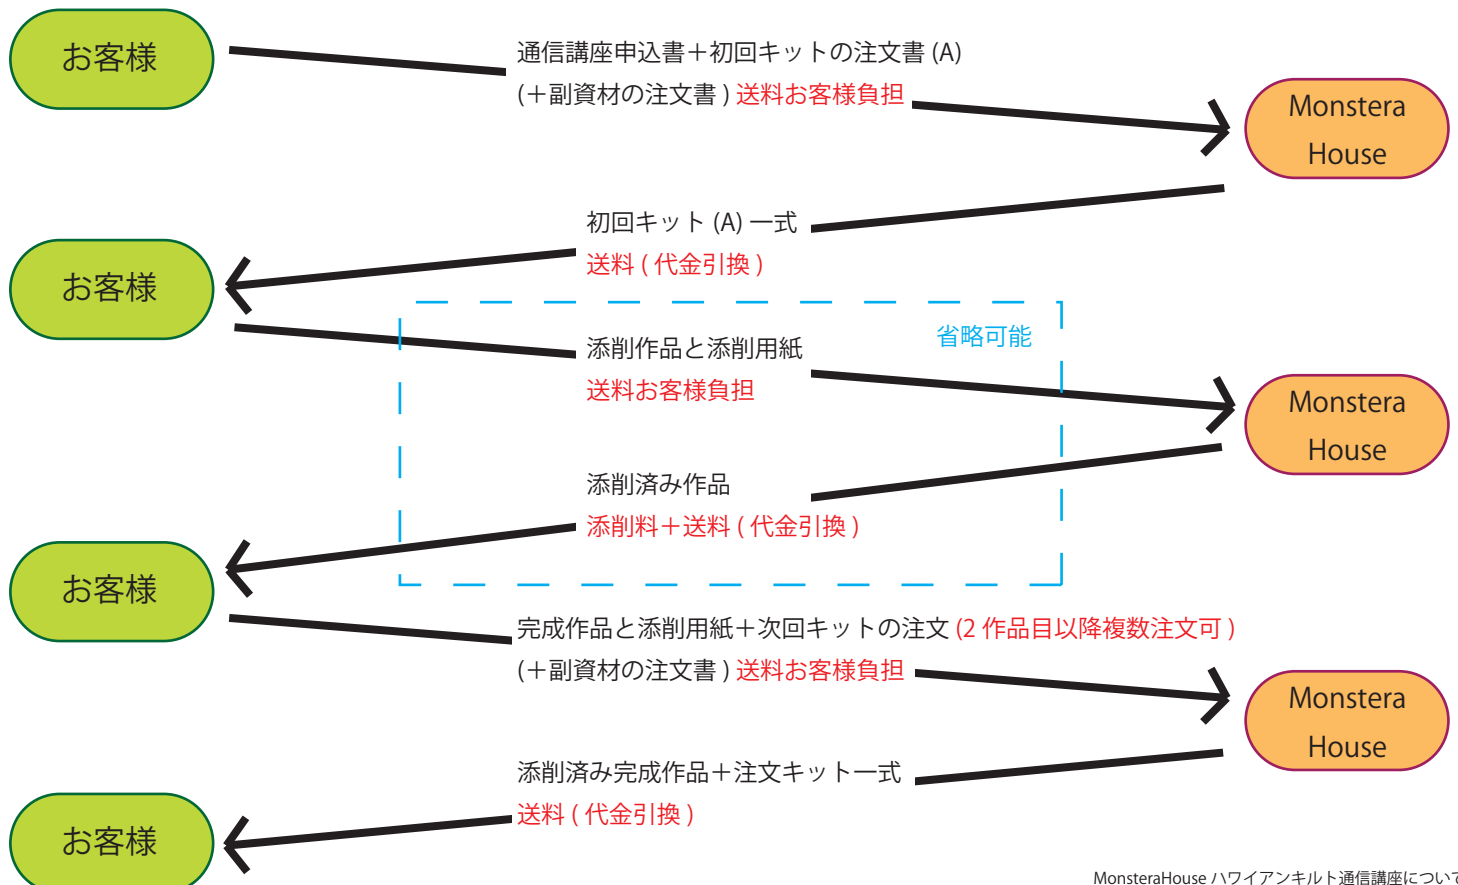 お客様
通信講座申込書＋初回キットの注文書 (A)
(＋副資材の注文書 ) 送料お客様負担
Monstera
House
初回キット (A) 一式
送料 ( 代金引換 )
お客様
省略可能
添削作品と添削用紙
送料お客様負担
Monstera
House
添削済み作品
添削料＋送料 ( 代金引換 )
お客様
完成作品と添削用紙＋次回キットの注文 (2 作品目以降複数注文可 )
(＋副資材の注文書 ) 送料お客様負担
Monstera
House
添削済み完成作品＋注文キット一式
送料 ( 代金引換 )
お客様
MonsteraHouse ハワイアンキルト通信講座について